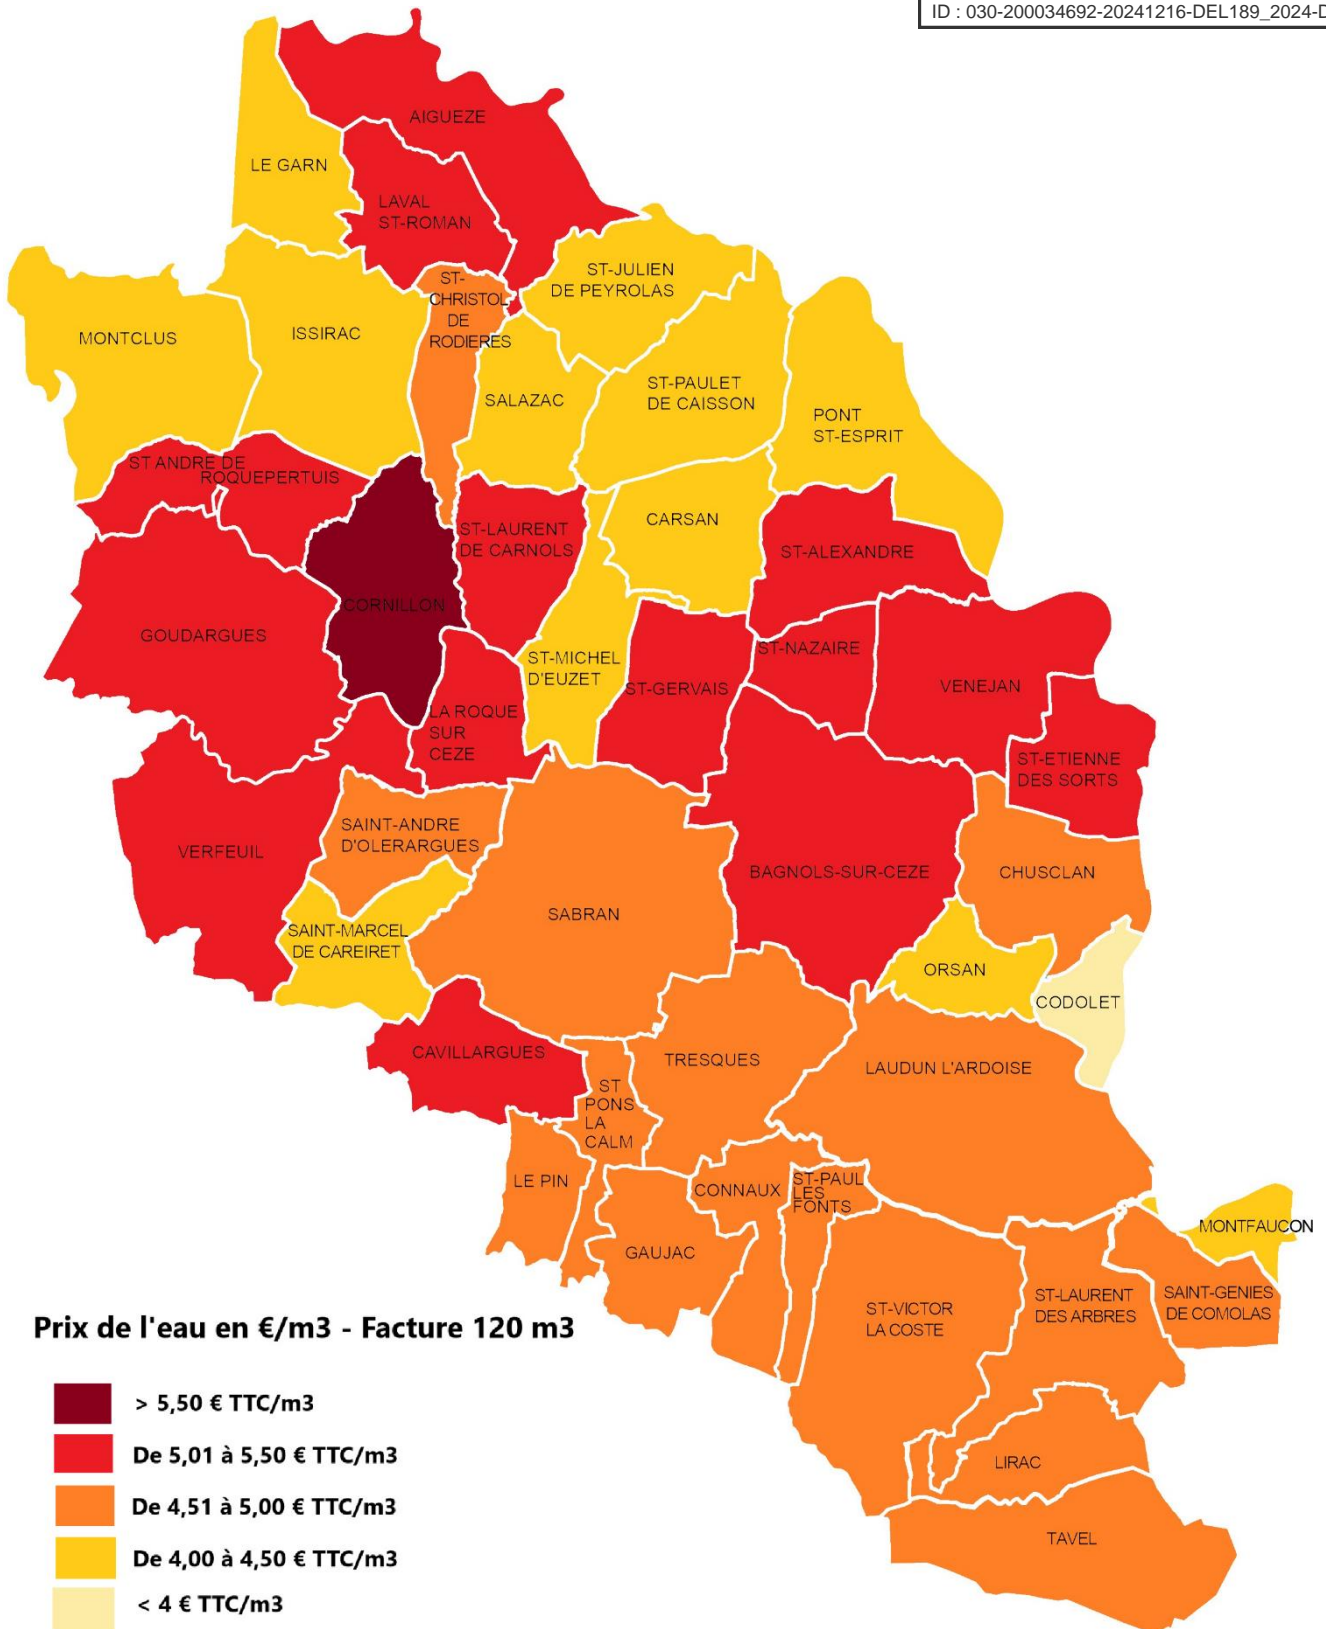 ID : 030-200034692-20241216-DEL189_2024-D
AIGUEZE
LE GARN
LAVAL
ST-ROMAN
ST-JULIEN
DE PEYROLAS
ST-
CHRISTOL
DE
RODIERES
MONTCLUS
ISSIRAC
SALAZAC
ST-PAULET
DE CAISSON
PONT
ST-ESPRIT
ST ANDRE DE
ROQUEPERTUIS
ST-LAURENT
DE CARNOLS
CARSAN
ST-ALEXANDRE
CORNILLON
GOUDARGUES
ST-MICHEL
D'EUZET
ST-GERVAIS
ST-NAZAIRE
VENEJAN
LA ROQUE
SUR
CEZE
ST-ETIENNE
DES SORTS
SAINT-ANDRE
D'OLERARGUES
VERFEUIL
BAGNOLS-SUR-CEZE
CHUSCLAN
SABRAN
SAINT-MARCEL
DE CAREIRET
ORSAN
CODOLET
CAVILLARGUES
TRESQUES
LAUDUN L'ARDOISE
ST
PONS
LA
CALM
LE PIN
CONNAUX
ST-PAUL
LES
FONTS
GAUJAC
MONTFAUCON
ST-VICTOR
LA COSTE
ST-LAURENT
DES ARBRES
SAINT-GENIES
DE COMOLAS
LIRAC
TAVEL
Prix de l'eau en €/m3 - Facture 120 m3
> 5,50 € TTC/m3
De 5,01 à 5,50 € TTC/m3
De 4,51 à 5,00 € TTC/m3
De 4,00 à 4,50 € TTC/m3
< 4 € TTC/m3